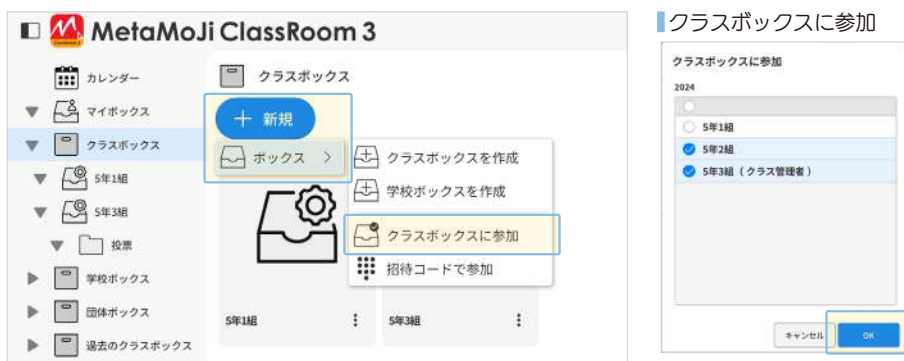 MetaMoJi ClassRoom 3
カレンダー
マイボックス
クラスボックス
5年1組
5年3組
投票
学校ボックス
団体ボックス
過去のクラスボックス
クラスボックス
+ 新規
ボックス >
クラスボックスを作成
学校ボックスを作成
クラスボックスに参加
招待コードで参加
5年1組
5年3組
クラスボックスに参加
クラスボックスに参加
2024
5年1組
5年2組
5年3組 ( クラス管理者 )
キャンセル
OK